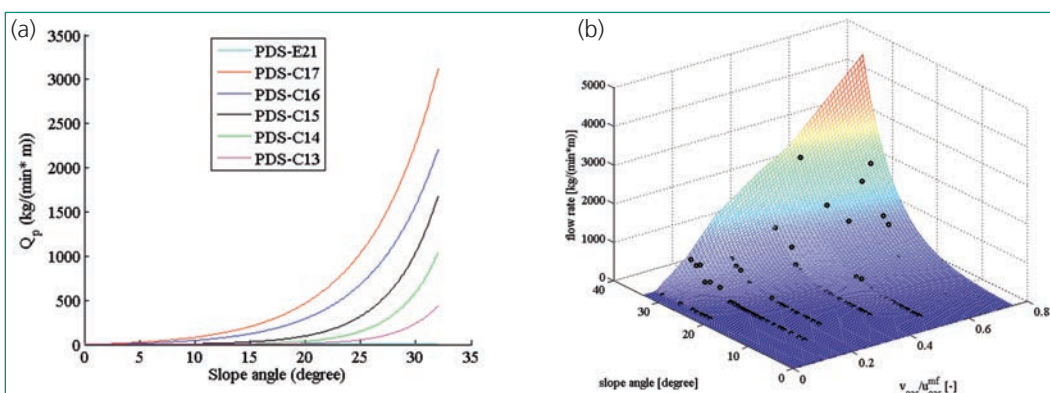 (a)
3500
3000
2500
2000
1500
1000
500
0
Q_p (kg/(min* m))
PDS-E21
PDS-C17
PDS-C16
PDS-C15
PDS-C14
PDS-C13
0 5 10 15 20 25 30 35
Slope angle (degree)
(b)
5000
4000
3000
2000
1000
0
flow rate [kg/(min*m)]
40
30
20
10
0
slope angle [degree]
0
0.2
0.4
0.6
0.8
[-]